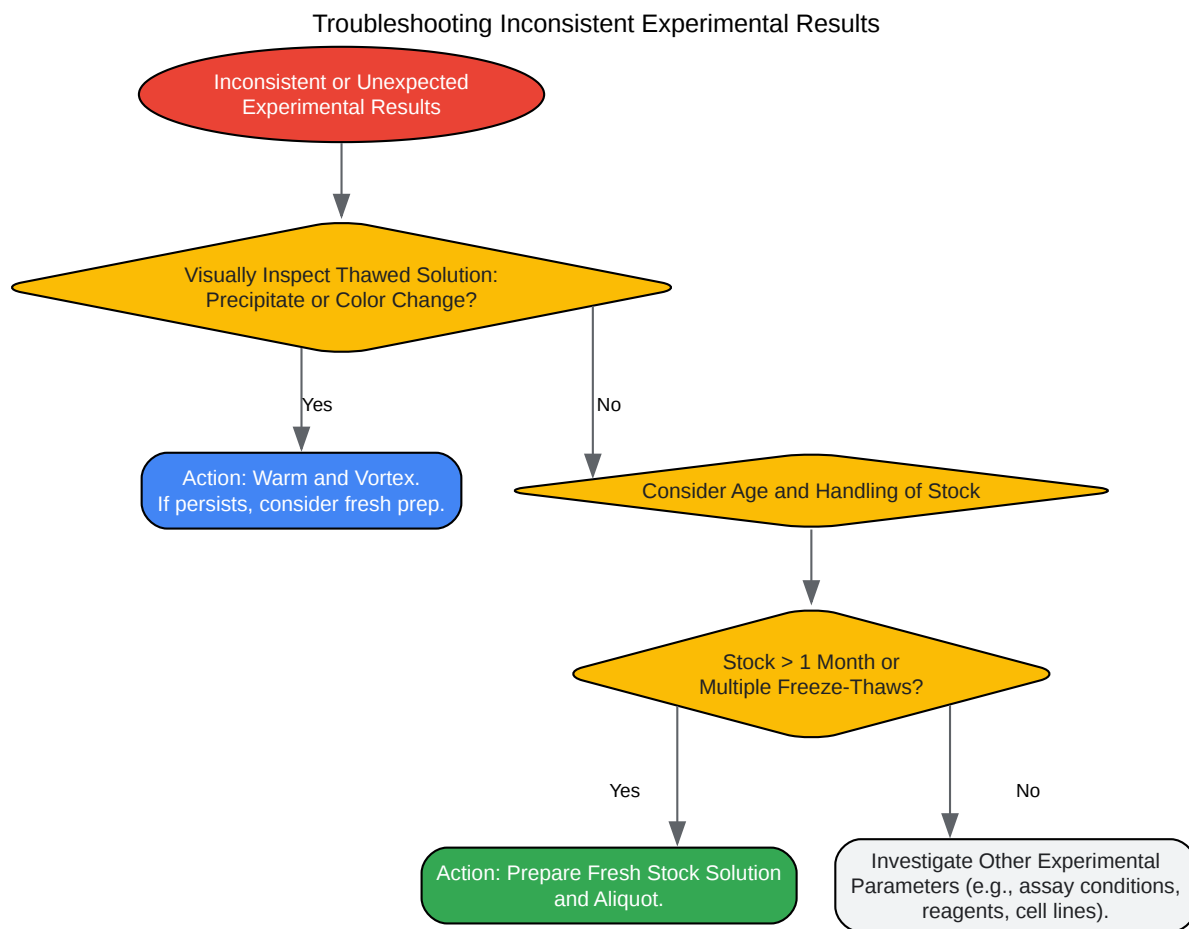 Troubleshooting Inconsistent Experimental Results
Inconsistent or Unexpected
Experimental Results
Visually Inspect Thawed Solution:
Precipitate or Color Change?
Yes
No
Action: Warm and Vortex.
If persists, consider fresh prep.
Consider Age and Handling of Stock
Stock > 1 Month or
Multiple Freeze-Thaws?
Yes
No
Action: Prepare Fresh Stock Solution
and Aliquot.
Investigate Other Experimental
Parameters (e.g., assay conditions,
reagents, cell lines).